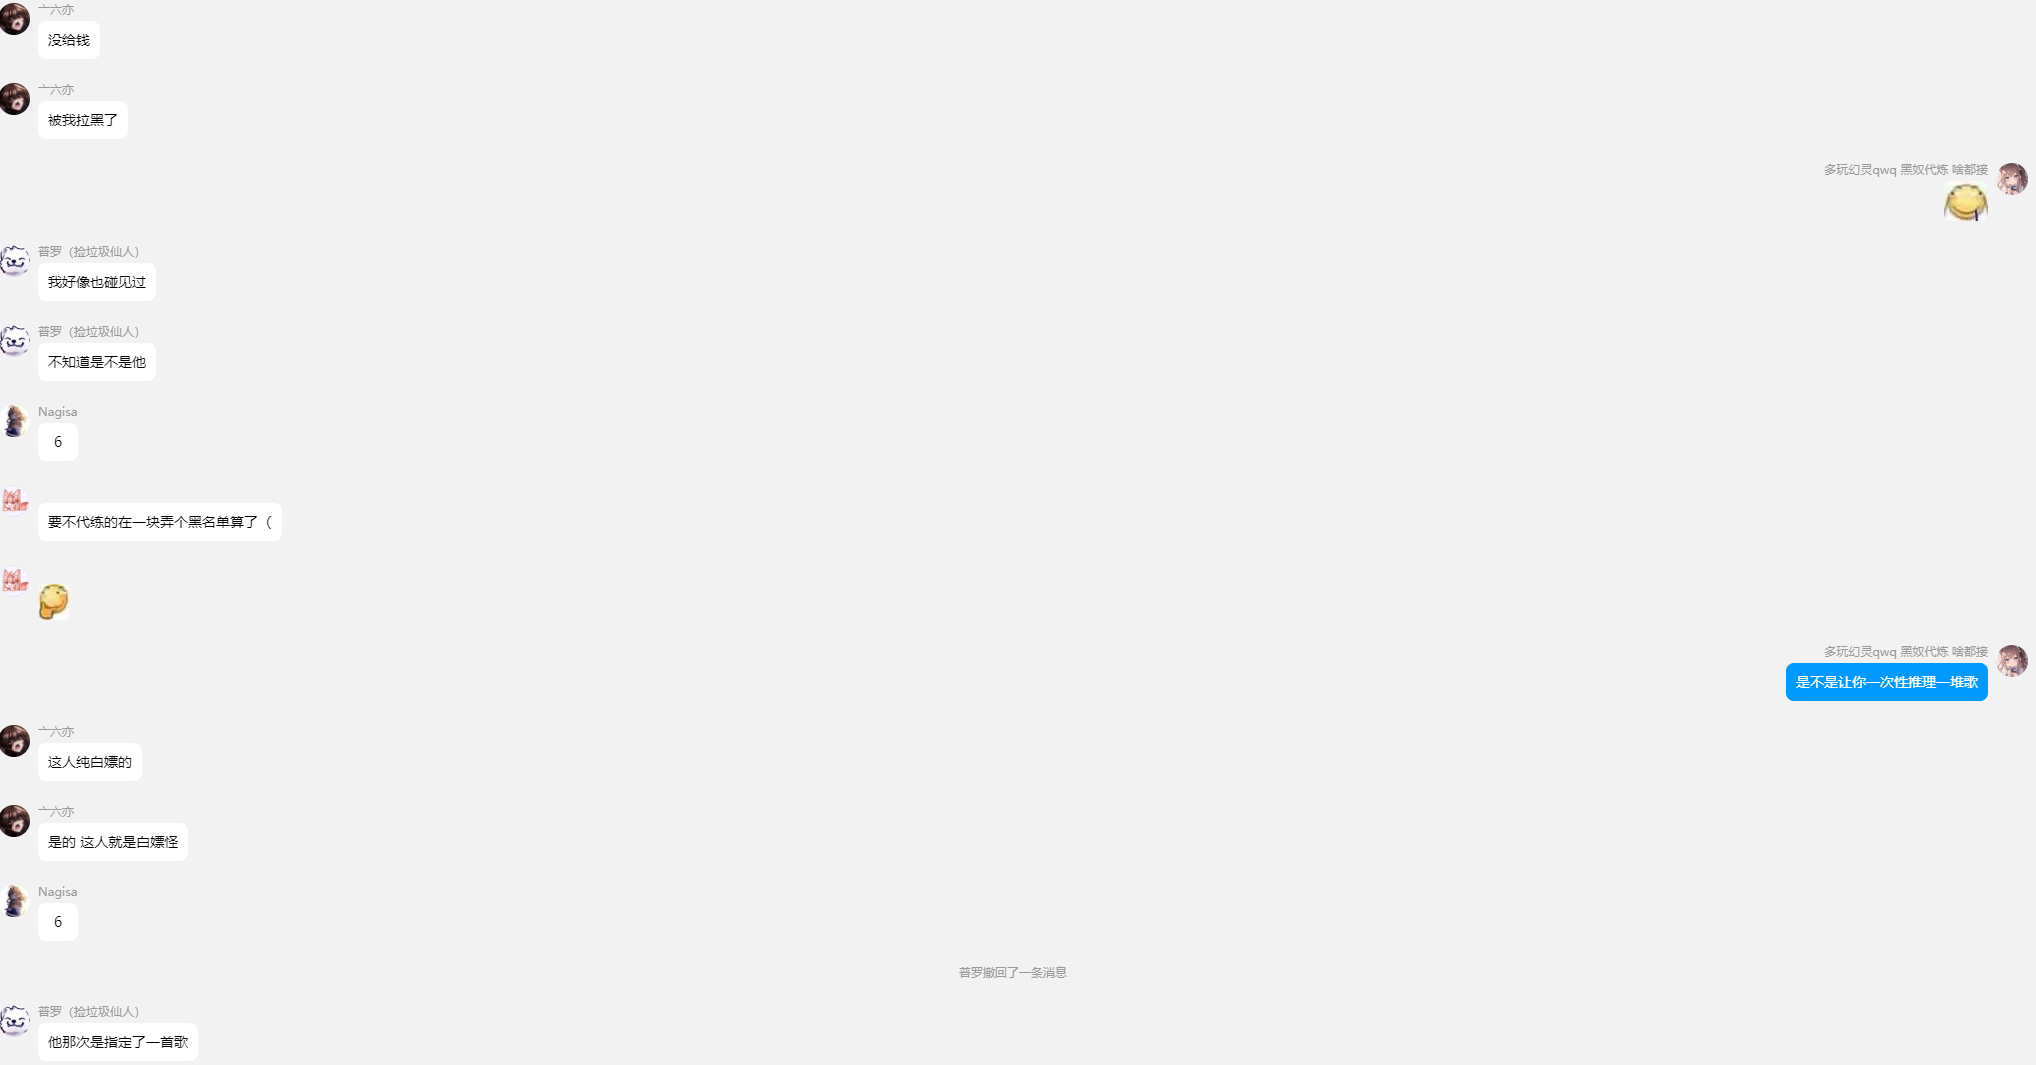 亠六亦
没给钱
亠六亦
被我拉黑了
多玩幻灵qwq 黑奴代炼 啥都接
普罗（捡垃圾仙人）
我好像也碰见过
普罗（捡垃圾仙人）
不知道是不是他
Nagisa
6
要不代练的在一块弄个黑名单算了（
多玩幻灵qwq 黑奴代炼 啥都接
是不是让你一次性推理一堆歌
亠六亦
这人纯白嫖的
亠六亦
是的 这人就是白嫖怪
Nagisa
6
普罗撤回了一条消息
普罗（捡垃圾仙人）
他那次是指定了一首歌